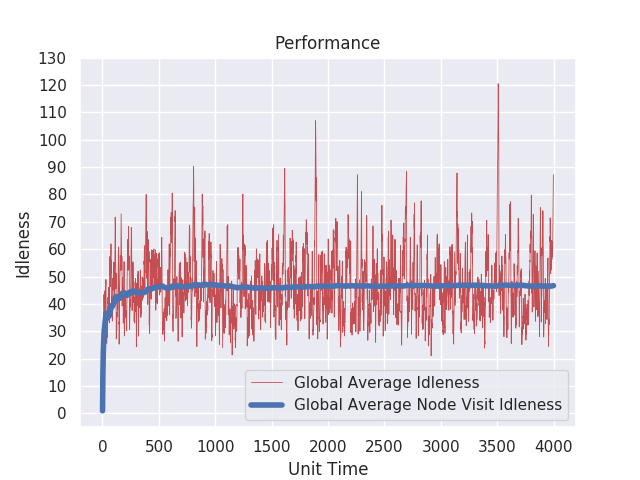 Performance
130
120
110
100
90
80
70
60
50
40
30
20
10
0
Idleness
Global Average Idleness
Global Average Node Visit Idleness
0 500 1000 1500 2000 2500 3000 3500 4000
Unit Time